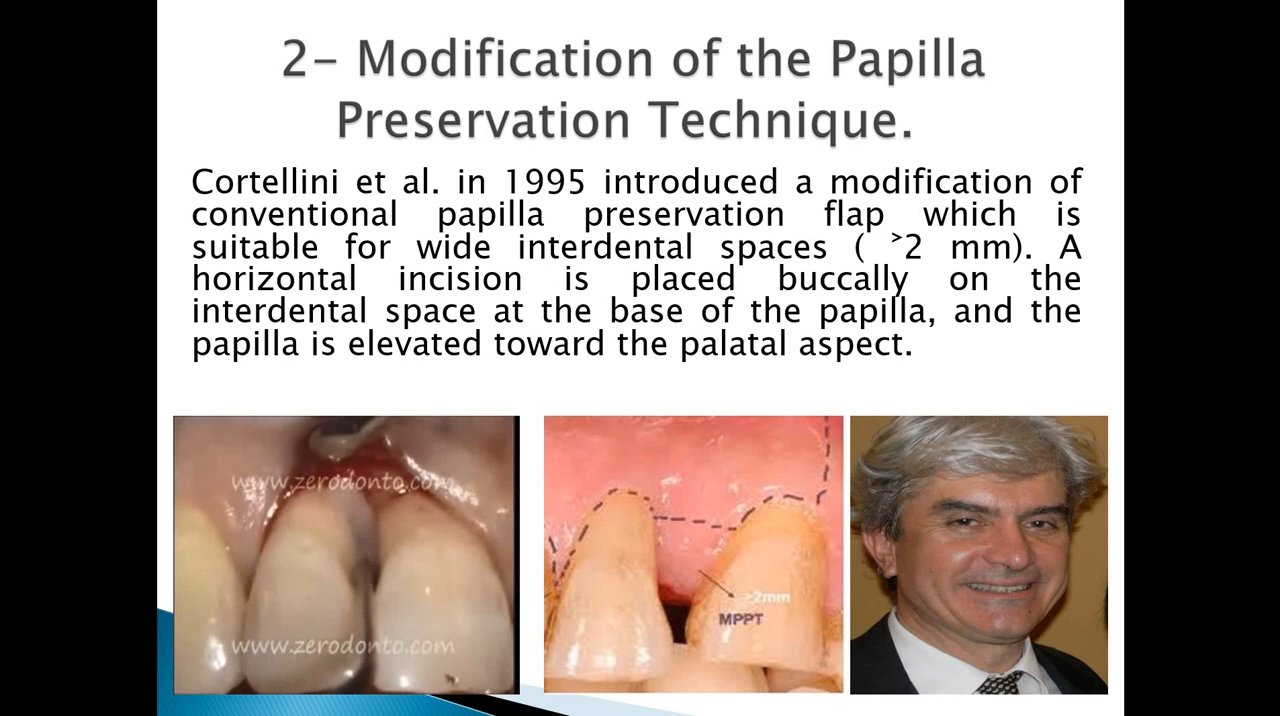 2- Modification of the Papilla
Preservation Technique.
Cortellini et al. in 1995 introduced a modification of
conventional papilla preservation flap which is
suitable for wide interdental spaces ( ˃2 mm). A
horizontal incision is placed buccally on the
interdental space at the base of the papilla, and the
papilla is elevated toward the palatal aspect.
www.zerodonto.com
www.zerodonto.com
>2mm
MPPT